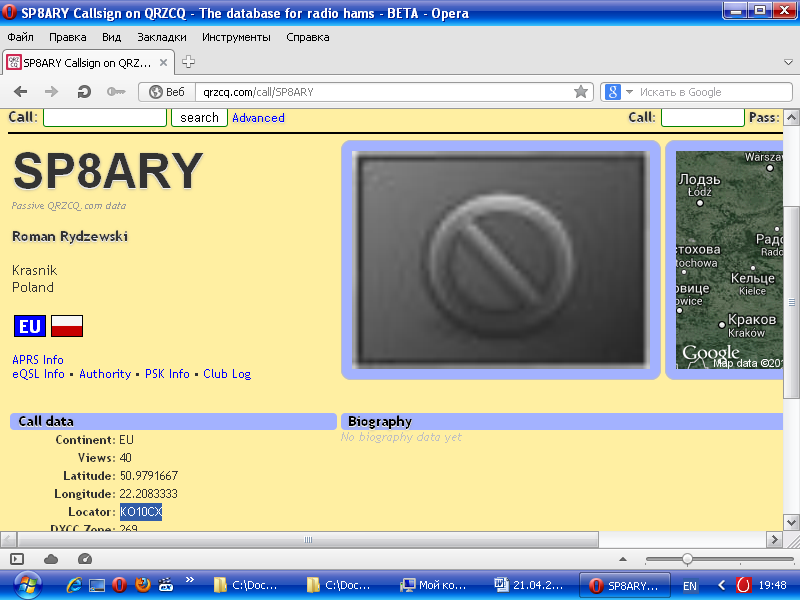 SP8ARY Callsign on QRZCQ - The database for radio hams - BETA - Opera
Файл Правка Вид Закладки Инструменты Справка
QRZ CQ SP8ARY Callsign on QRZ...
Веб qrzcq.com/call/SP8ARY Искать в Google
Call: search Advanced Call: Pass:
SP8ARY
Passive QRZCQ.com data
Roman Rydzewski
Krasnik
Poland
EU
APRS Info
eQSL Info • Authority • PSK Info • Club Log
Warsza
Лодзь
Łódź
стохова
tochowa
Радо
Rado
Кельце
Kielce
овице
owice
Краков
Kraków
Google
Map data ©201
Call data
Continent: EU
Views: 40
Latitude: 50.9791667
Longitude: 22.2083333
Locator: KO10CX
DXCC Zone: 269
Biography
No biography data yet
C:\Doc... C:\Doc... Мой ко... 21.04.2... SP8ARY... EN 19:48